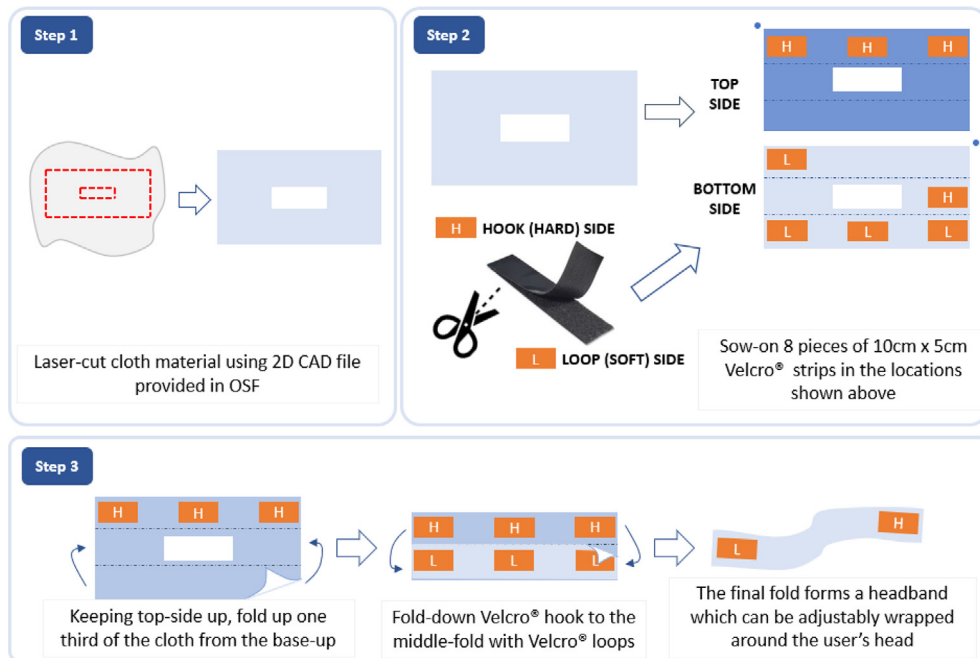 Step 1
Laser-cut cloth material using 2D CAD file
provided in OSF
Step 2
H HOOK (HARD) SIDE
L LOOP (SOFT) SIDE
TOP
SIDE
H H H
BOTTOM
SIDE
L
H
L L L
Sow-on 8 pieces of 10cm x 5cm
Velcro® strips in the locations
shown above
Step 3
H H H
Keeping top-side up, fold up one
third of the cloth from the base-up
H H H
L L L
Fold-down Velcro® hook to the
middle-fold with Velcro® loops
L H
The final fold forms a headband
which can be adjustably wrapped
around the user's head